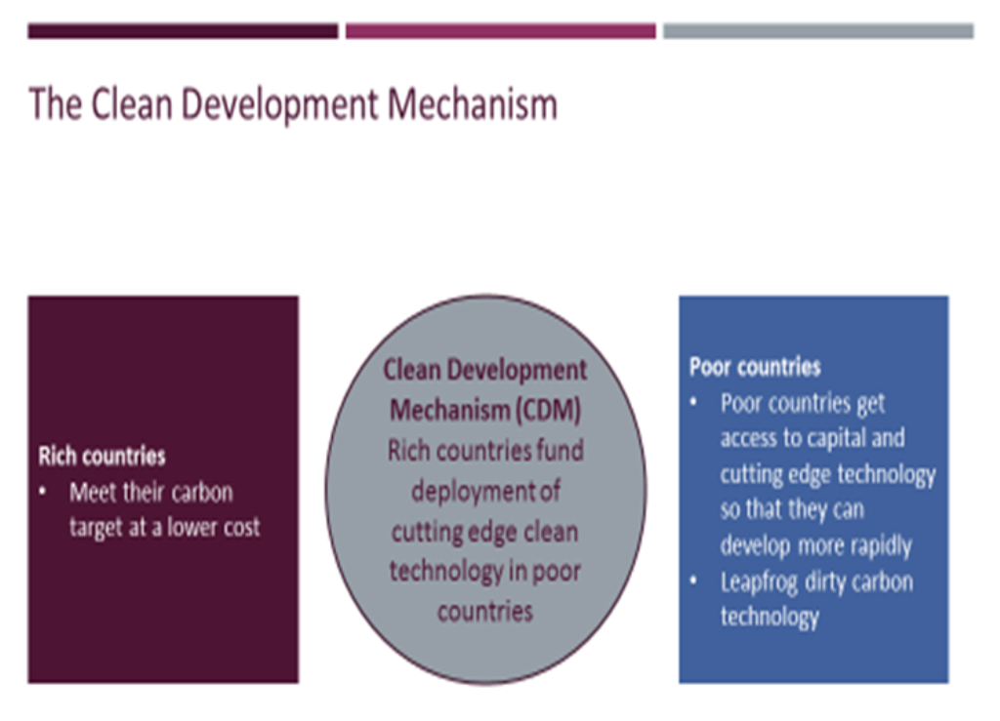 The Clean Development Mechanism
Rich countries
• Meet their carbon
target at a lower cost
Clean Development
Mechanism (CDM)
Rich countries fund
deployment of
cutting edge clean
technology in poor
countries
Poor countries
• Poor countries get
access to capital and
cutting edge technology
so that they can
develop more rapidly
• Leapfrog dirty carbon
technology